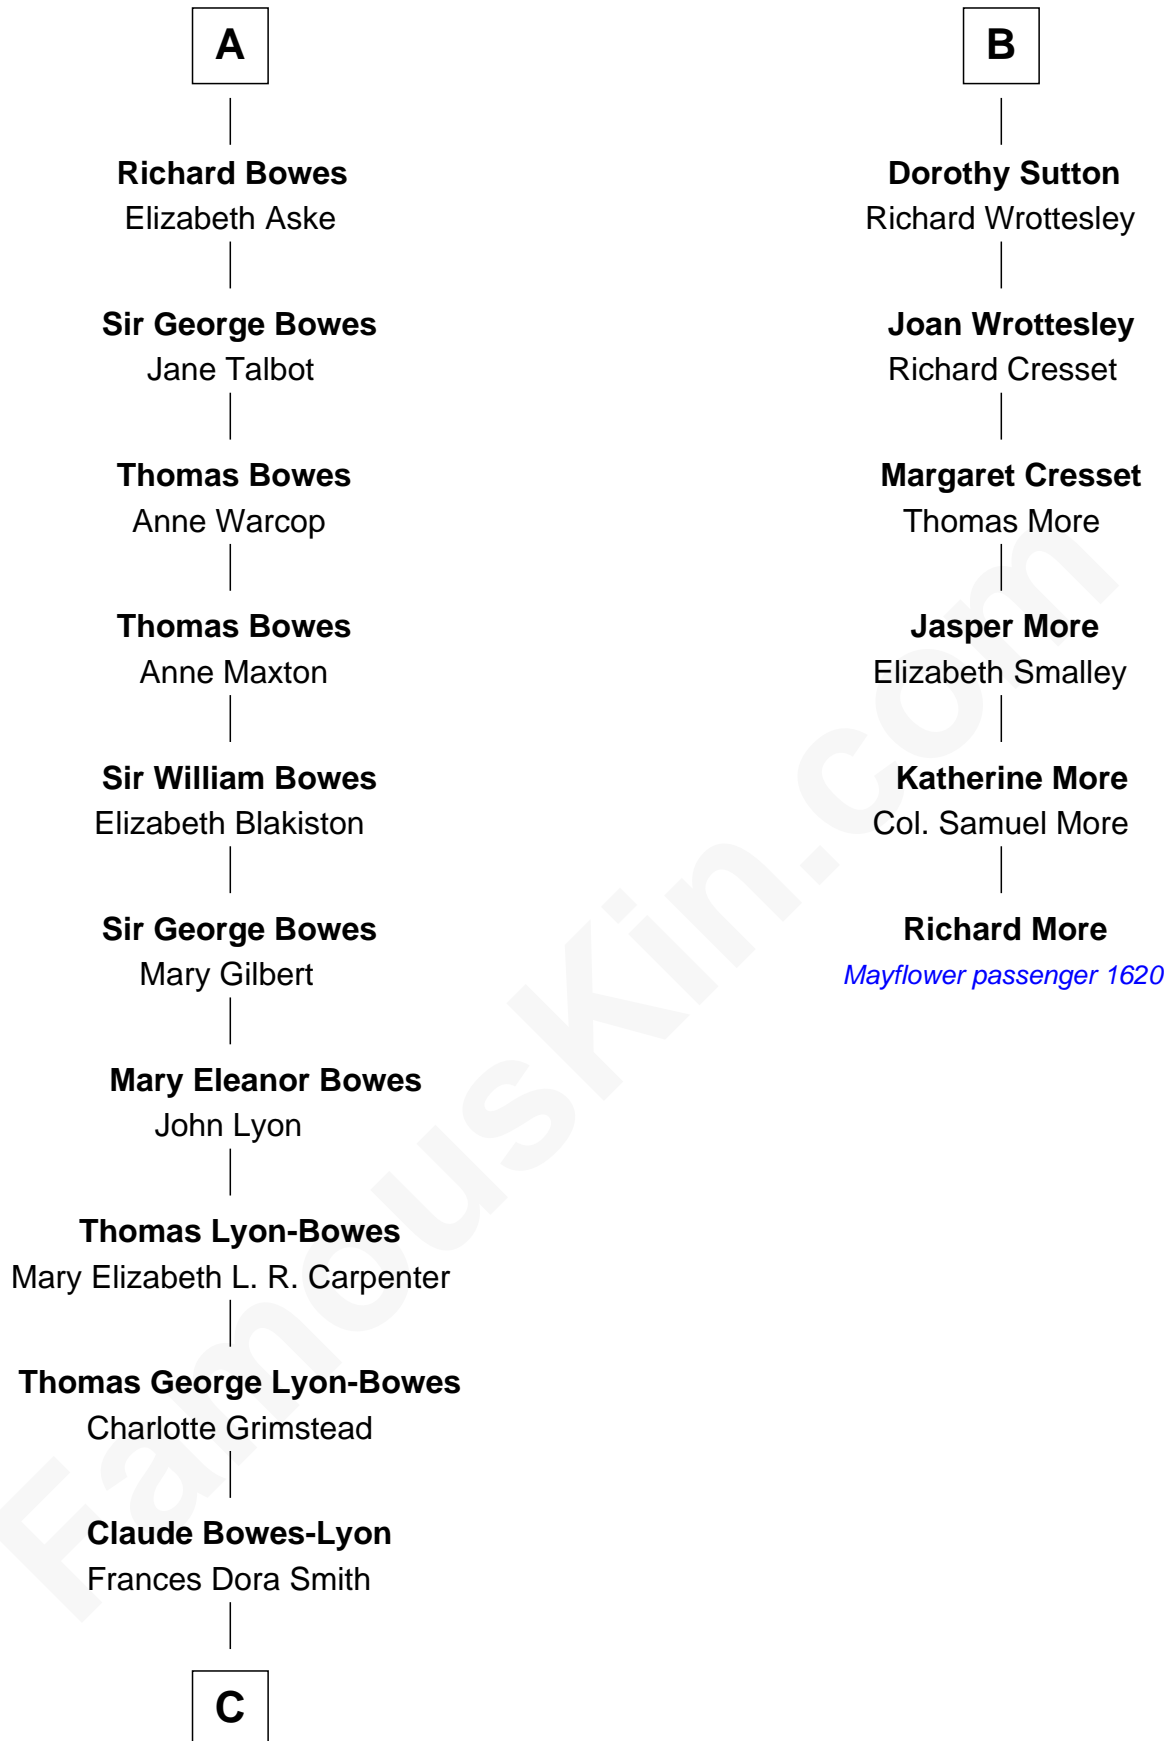 A
Richard Bowes
Elizabeth Aske
Sir George Bowes
Jane Talbot
Thomas Bowes
Anne Warcop
Thomas Bowes
Anne Maxton
Sir William Bowes
Elizabeth Blakiston
Sir George Bowes
Mary Gilbert
Mary Eleanor Bowes
John Lyon
Thomas Lyon-Bowes
Mary Elizabeth L. R. Carpenter
Thomas George Lyon-Bowes
Charlotte Grimstead
Claude Bowes-Lyon
Frances Dora Smith
C
B
Dorothy Sutton
Richard Wrottesley
Joan Wrottesley
Richard Cresset
Margaret Cresset
Thomas More
Jasper More
Elizabeth Smalley
Katherine More
Col. Samuel More
Richard More
Mayflower passenger 1620
FamousKin.com